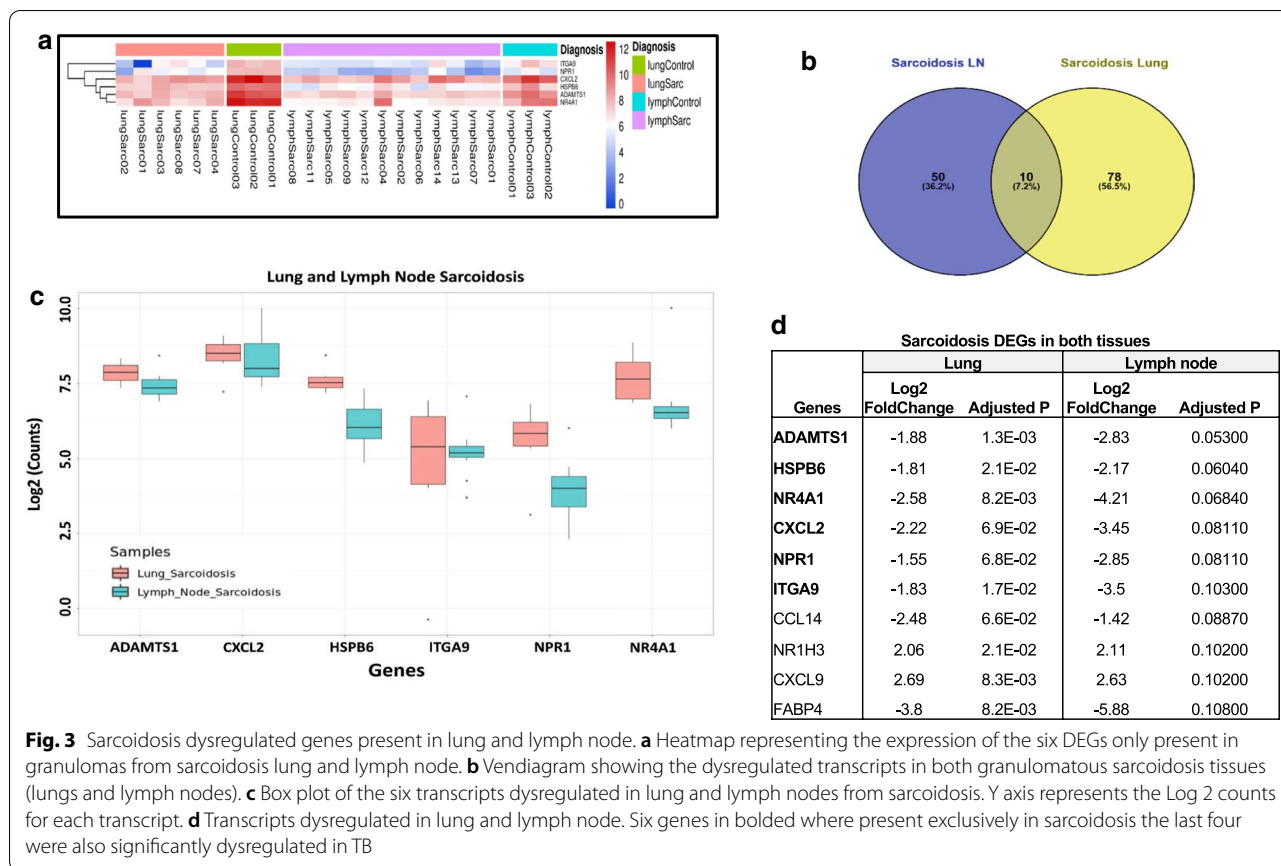 a
Diagnosis
ITGA9
NPR1
CXCL2
HSPB6
ADAMTS1
NR4A1
lungSarc02
lungSarc01
lungSarc03
lungSarc08
lungSarc07
lungSarc04
lungControl03
lungControl02
lungControl01
lymphSarc08
lymphSarc11
lymphSarc05
lymphSarc09
lymphSarc12
lymphSarc04
lymphSarc02
lymphSarc06
lymphSarc14
lymphSarc13
lymphSarc07
lymphSarc01
lymphControl01
lymphControl03
lymphControl02
12
10
8
6
4
2
0
Diagnosis
lungControl
lungSarc
lymphControl
lymphSarc
b
Sarcoidosis LN
Sarcoidosis Lung
50
(36.2%)
10
(7.2%)
78
(56.5%)
c
Lung and Lymph Node Sarcoidosis
Log2 (Counts)
10.0
7.5
5.0
2.5
0.0
Samples
Lung_Sarcoidosis
Lymph_Node_Sarcoidosis
ADAMTS1 CXCL2 HSPB6 ITGA9 NPR1 NR4A1
Genes
d
Sarcoidosis DEGs in both tissues
Lung Lymph node
Genes Log2 FoldChange Adjusted P Log2 FoldChange Adjusted P
ADAMTS1 -1.88 1.3E-03 -2.83 0.05300
HSPB6 -1.81 2.1E-02 -2.17 0.06040
NR4A1 -2.58 8.2E-03 -4.21 0.06840
CXCL2 -2.22 6.9E-02 -3.45 0.08110
NPR1 -1.55 6.8E-02 -2.85 0.08110
ITGA9 -1.83 1.7E-02 -3.5 0.10300
CCL14 -2.48 6.6E-02 -1.42 0.08870
NR1H3 2.06 2.1E-02 2.11 0.10200
CXCL9 2.69 8.3E-03 2.63 0.10200
FABP4 -3.8 8.2E-03 -5.88 0.10800
Fig. 3 Sarcoidosis dysregulated genes present in lung and lymph node. a Heatmap representing the expression of the six DEGs only present in
granulomas from sarcoidosis lung and lymph node. b Vendiagram showing the dysregulated transcripts in both granulomatous sarcoidosis tissues
(lungs and lymph nodes). c Box plot of the six transcripts dysregulated in lung and lymph nodes from sarcoidosis. Y axis represents the Log 2 counts
for each transcript. d Transcripts dysregulated in lung and lymph node. Six genes in bolded where present exclusively in sarcoidosis the last four
were also significantly dysregulated in TB